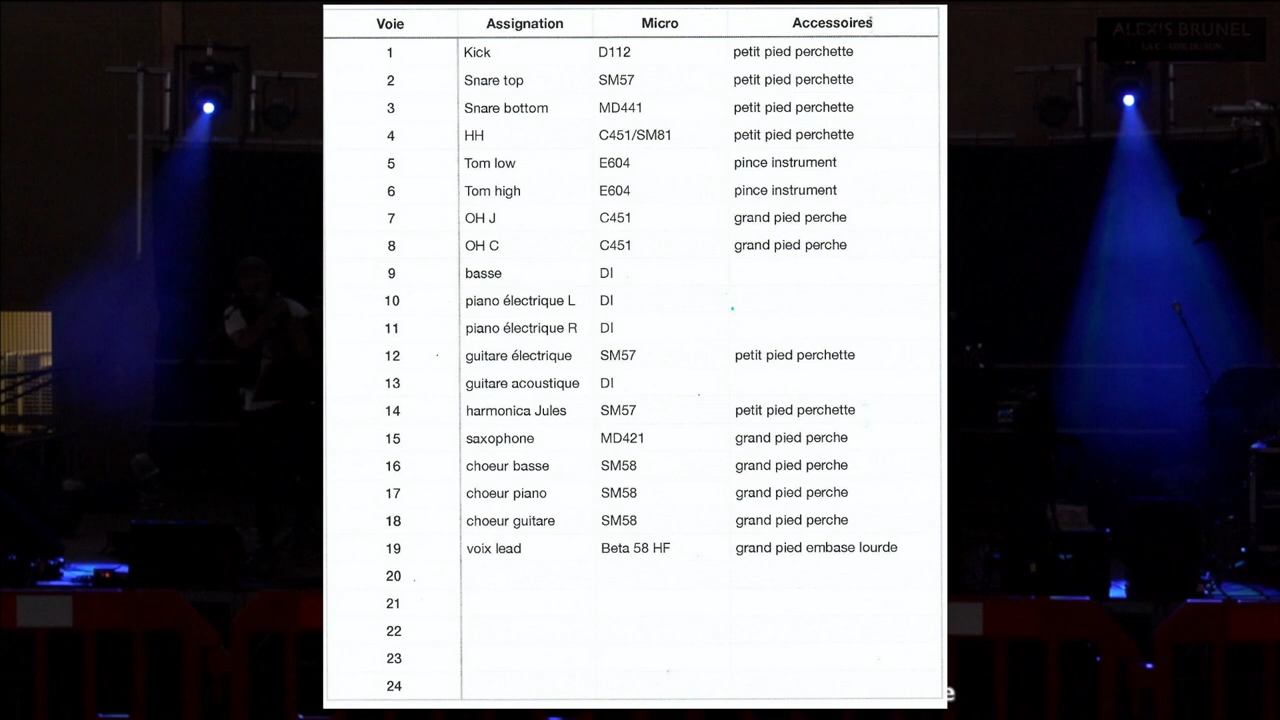 Voie Assignation Micro Accessoires
1 Kick D112 petit pied perchette
2 Snare top SM57 petit pied perchette
3 Snare bottom MD441 petit pied perchette
4 HH C451/SM81 petit pied perchette
5 Tom low E604 pince instrument
6 Tom high E604 pince instrument
7 OH J C451 grand pied perche
8 OH C C451 grand pied perche
9 basse DI
10 piano électrique L DI
11 piano électrique R DI
12 guitare électrique SM57 petit pied perchette
13 guitare acoustique DI
14 harmonica Jules SM57 petit pied perchette
15 saxophone MD421 grand pied perche
16 choeur basse SM58 grand pied perche
17 choeur piano SM58 grand pied perche
18 choeur guitare SM58 grand pied perche
19 voix lead Beta 58 HF grand pied embase lourde
20
21
22
23
24
ALEXIS BRUNEL
e